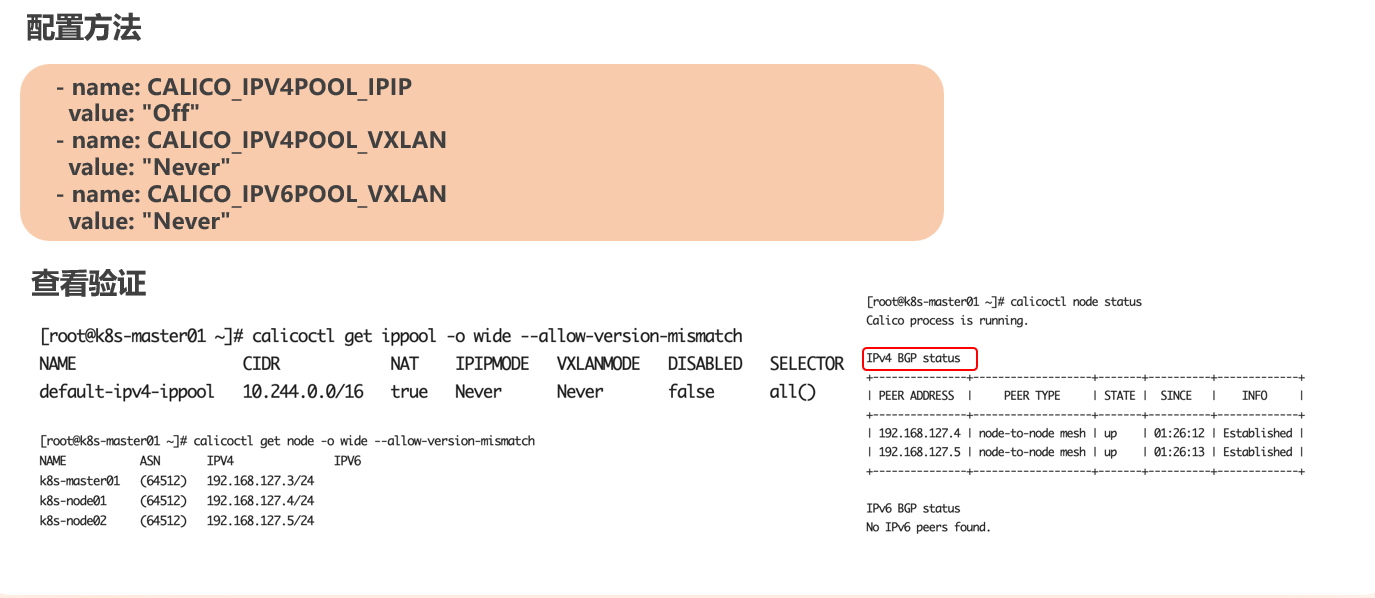 配置方法
- name: CALICO_IPV4POOL_IPIP
value: "Off"
- name: CALICO_IPV4POOL_VXLAN
value: "Never"
- name: CALICO_IPV6POOL_VXLAN
value: "Never"
查看验证
[root@k8s-master01 ~]# calicoctl get ippool -o wide --allow-version-mismatch
NAME CIDR NAT IPIPMODE VXLANMODE DISABLED SELECTOR
default-ipv4-ippool 10.244.0.0/16 true Never Never false all()
[root@k8s-master01 ~]# calicoctl get node -o wide --allow-version-mismatch
NAME ASN IPV4 IPV6
k8s-master01 (64512) 192.168.127.3/24
k8s-node01 (64512) 192.168.127.4/24
k8s-node02 (64512) 192.168.127.5/24
[root@k8s-master01 ~]# calicoctl node status
Calico process is running.
IPv4 BGP status
+--------------+-------------------+-------+----------+-------------+
| PEER ADDRESS | PEER TYPE | STATE | SINCE | INFO |
+--------------+-------------------+-------+----------+-------------+
| 192.168.127.4 | node-to-node mesh | up | 01:26:12 | Established |
| 192.168.127.5 | node-to-node mesh | up | 01:26:13 | Established |
+--------------+-------------------+-------+----------+-------------+
IPv6 BGP status
No IPv6 peers found.